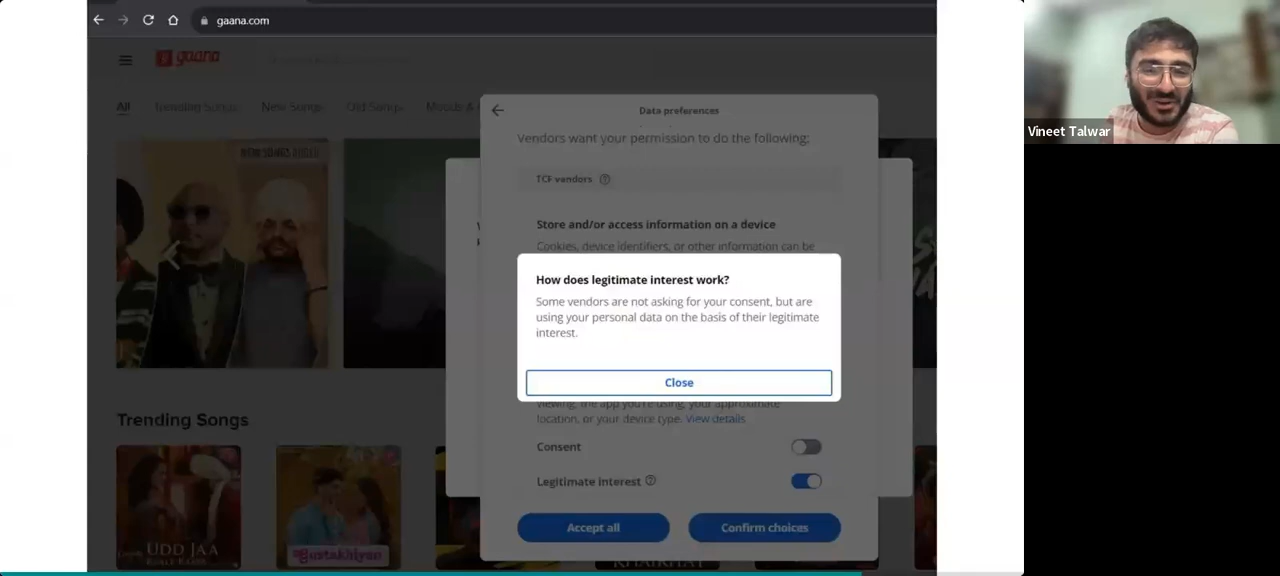 gaana.com
gaana
All Trending Songs New Songs Old Songs Moods &
Data preferences
Vendors want your permission to do the following:
TCF vendors
Store and/or access information on a device
Cookies, device identifiers, or other information can be
How does legitimate interest work?
Some vendors are not asking for your consent, but are
using your personal data on the basis of their legitimate
interest.
Close
viewing, the app you're using, your approximate
location, or your device type. View details
Consent
Legitimate interest
Accept all Confirm choices
Trending Songs
UDD JAA
#Gustakhiyan
KHAIRIYAT
Vineet Talwar